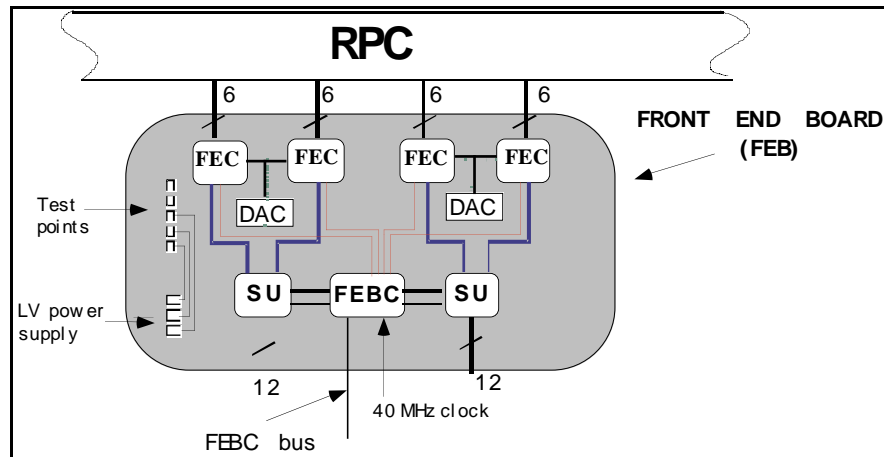 RPC
6 6 6 6
FRONT END BOARD
(FEB)
FEC FEC FEC FEC
Test
points
DAC DAC
SU FEBC SU
LV power
supply
12 12
40 MHz clock
FEBC bus